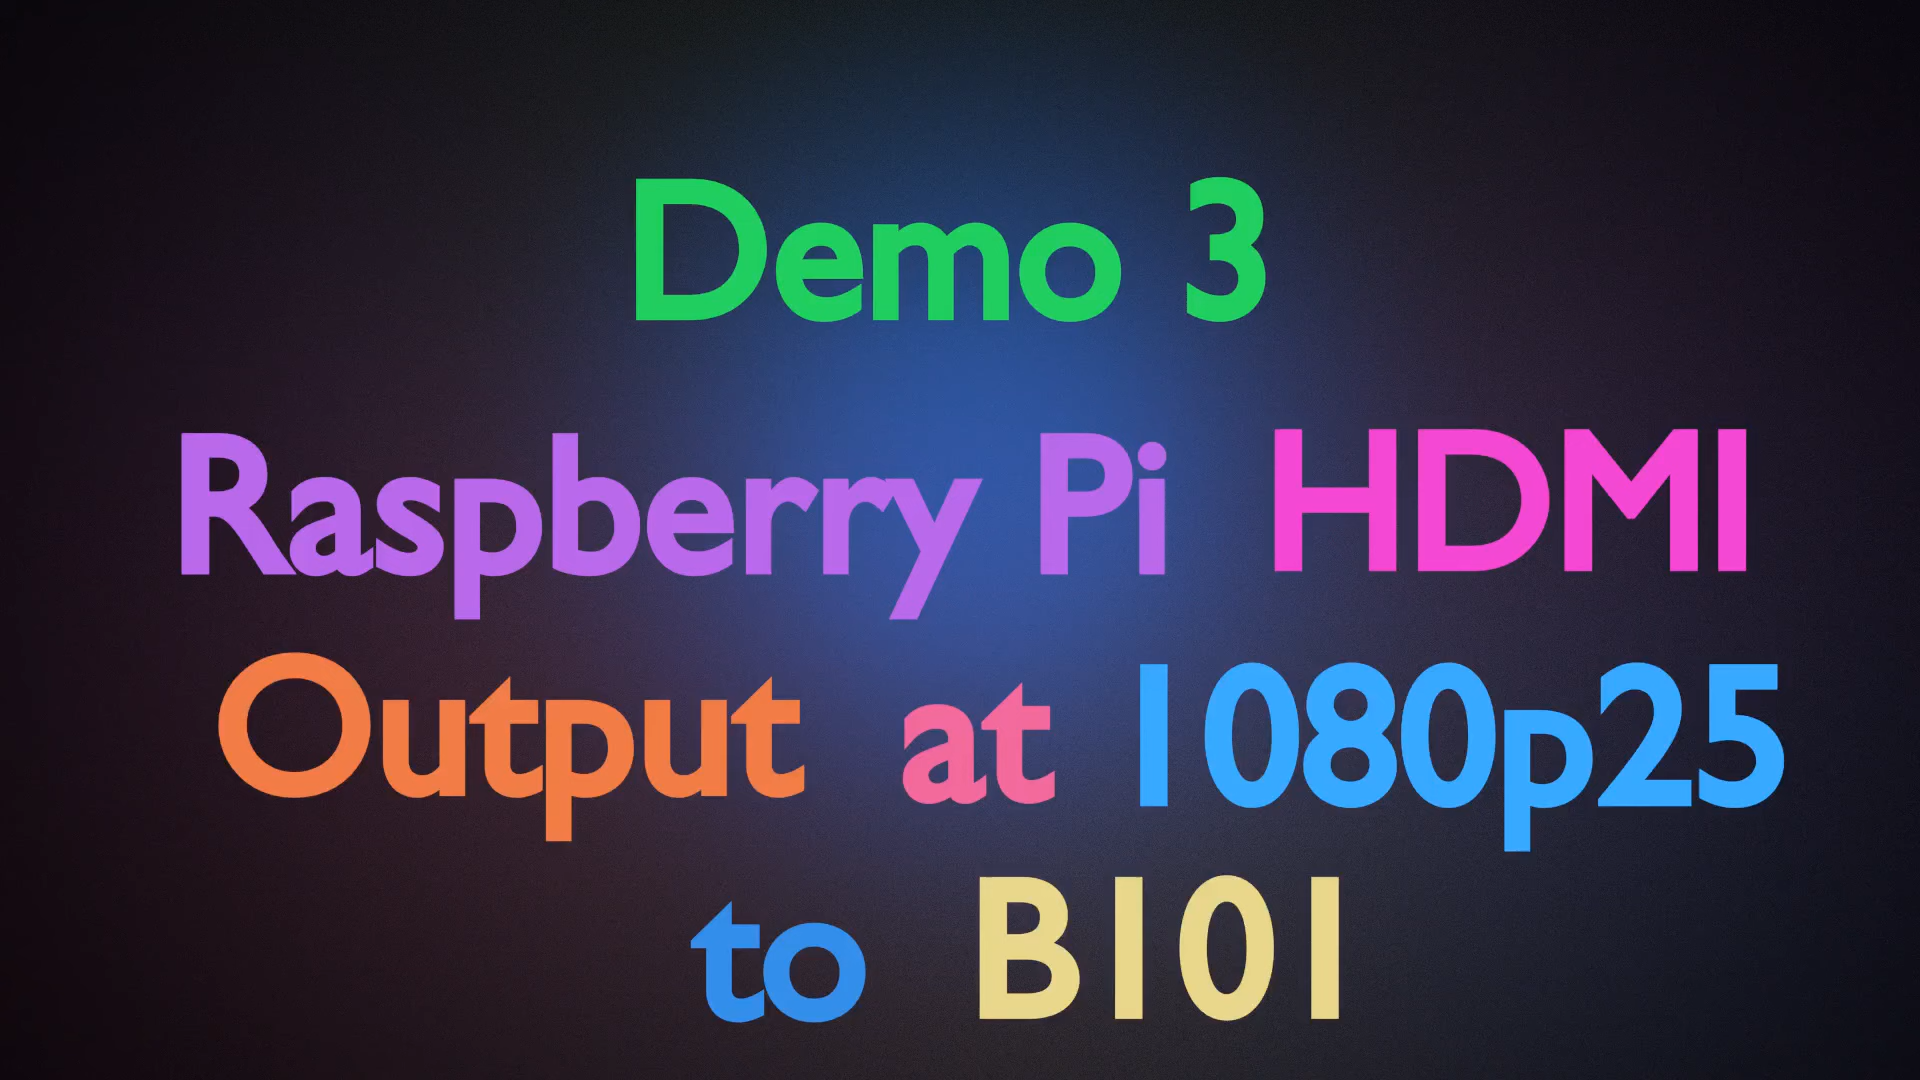 Demo 3
Raspberry Pi HDMI
Output at 1080p25
to B101